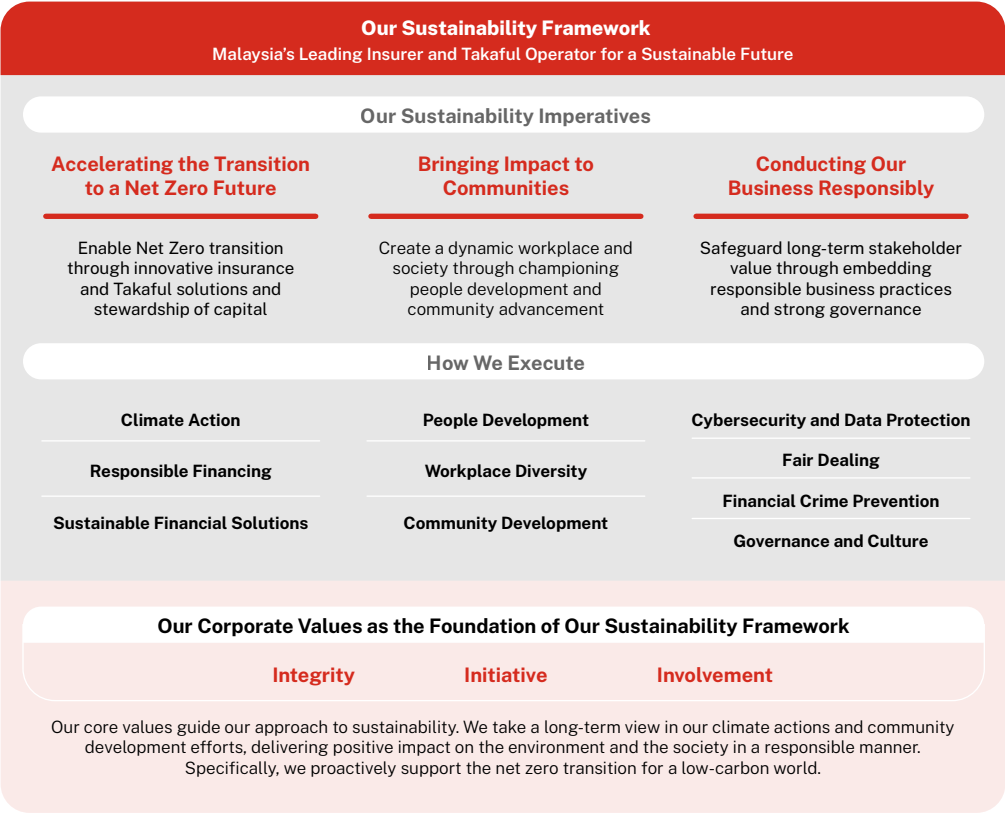 Our Sustainability Framework
Malaysia's Leading Insurer and Takaful Operator for a Sustainable Future
Our Sustainability Imperatives
Accelerating the Transition
to a Net Zero Future
Enable Net Zero transition
through innovative insurance
and Takaful solutions and
stewardship of capital
Bringing Impact to
Communities
Create a dynamic workplace and
society through championing
people development and
community advancement
Conducting Our
Business Responsibly
Safeguard long-term stakeholder
value through embedding
responsible business practices
and strong governance
How We Execute
Climate Action
Responsible Financing
Sustainable Financial Solutions
People Development
Workplace Diversity
Community Development
Cybersecurity and Data Protection
Fair Dealing
Financial Crime Prevention
Governance and Culture
Our Corporate Values as the Foundation of Our Sustainability Framework
Integrity
Initiative
Involvement
Our core values guide our approach to sustainability. We take a long-term view in our climate actions and community
development efforts, delivering positive impact on the environment and the society in a responsible manner.
Specifically, we proactively support the net zero transition for a low-carbon world.